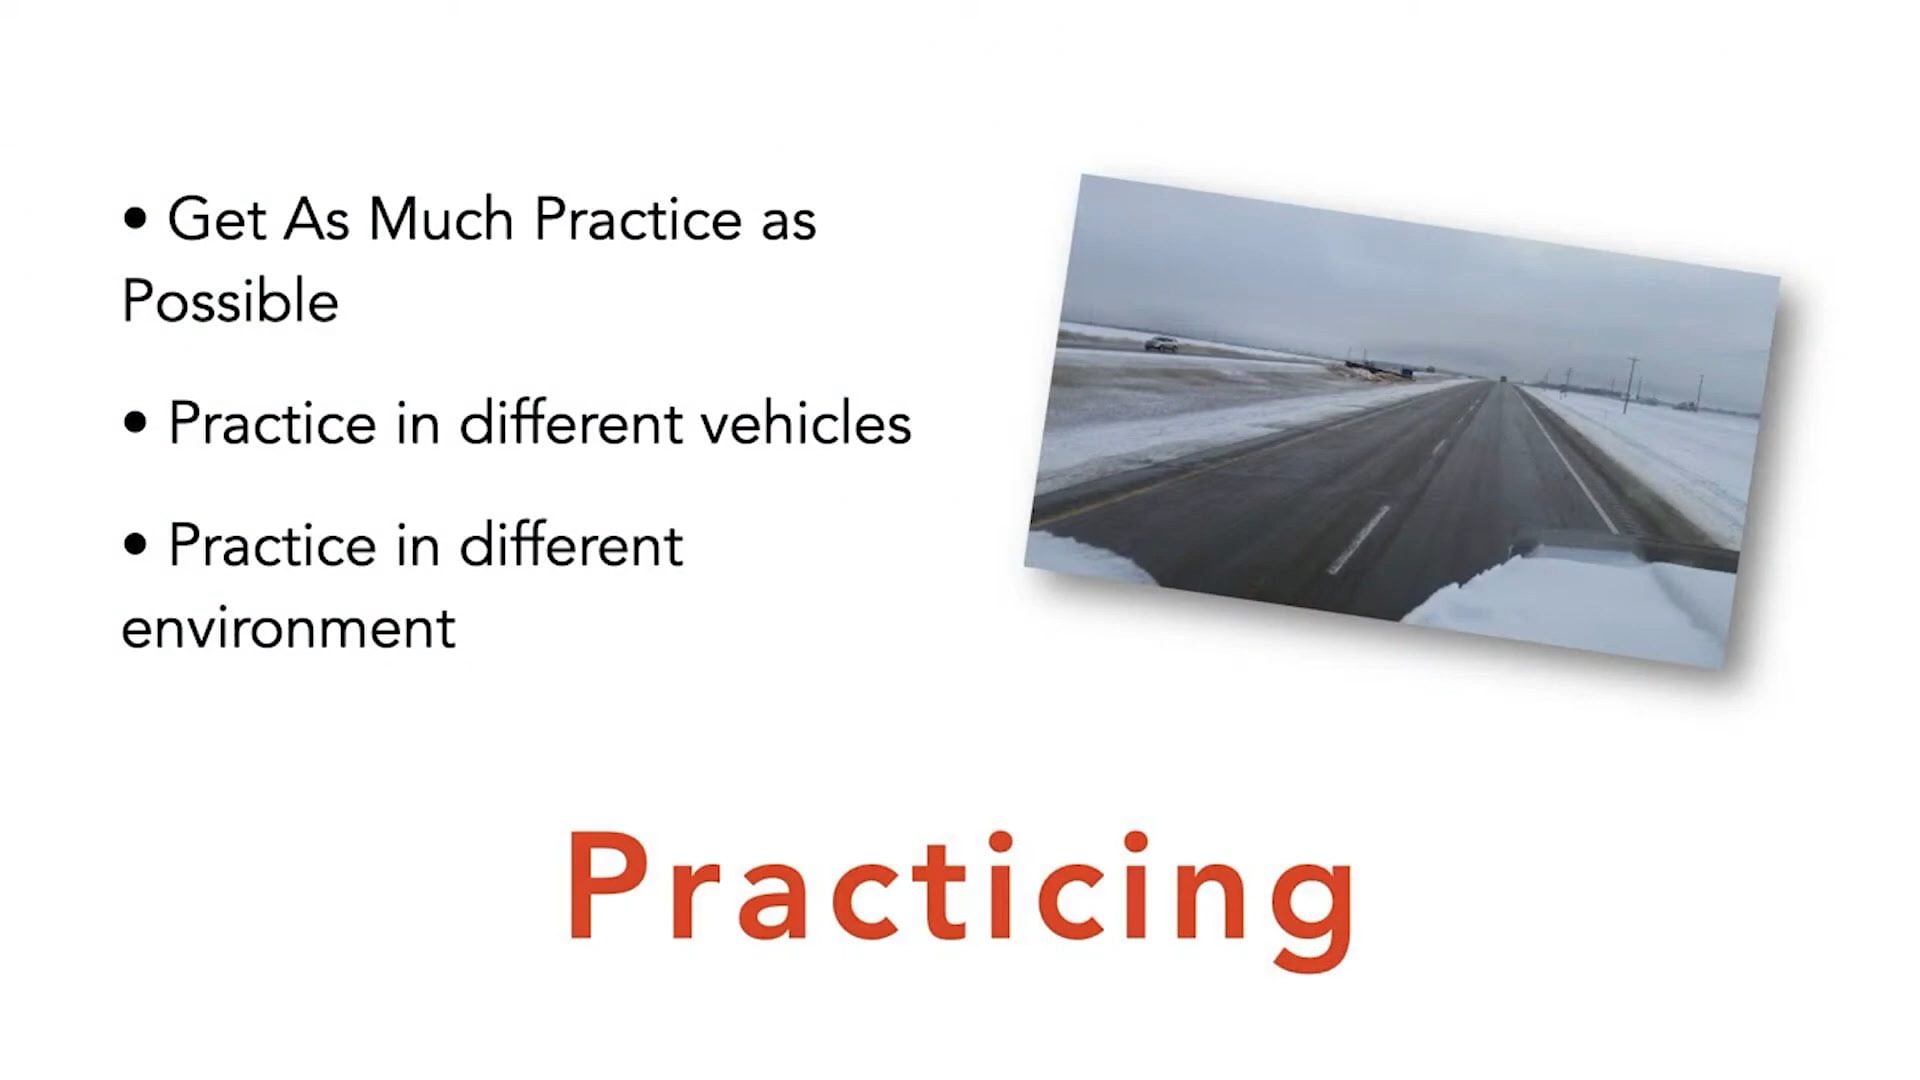 • Get As Much Practice as
Possible
• Practice in different vehicles
• Practice in different
environment
Practicing